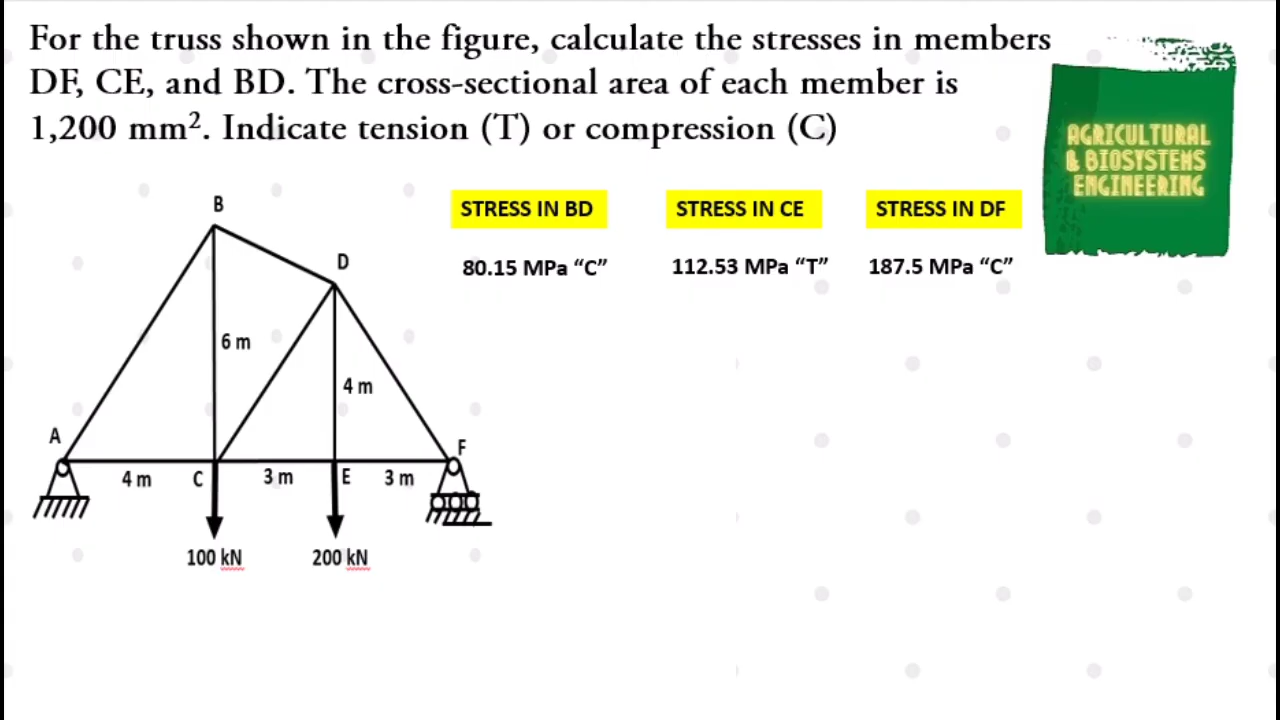 For the truss shown in the figure, calculate the stresses in members
DF, CE, and BD. The cross-sectional area of each member is
1,200 mm². Indicate tension (T) or compression (C)
AGRICULTURAL
& BIOSYSTEMS
ENGINEERING
STRESS IN BD
STRESS IN CE
STRESS IN DF
80.15 MPa “C”
112.53 MPa “T”
187.5 MPa “C”
B
D
6 m
4 m
A
F
4 m
C
3 m
E
3 m
100 kN
200 kN